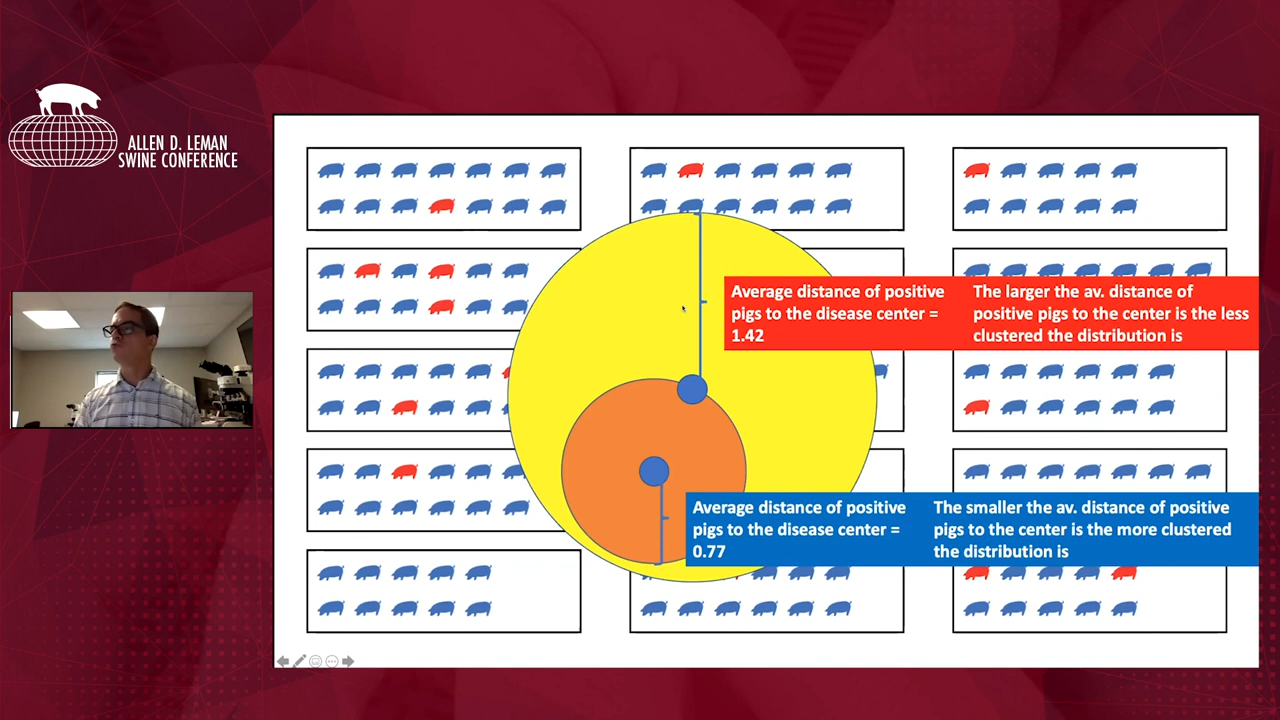 ALLEN D. LEMAN
SWINE CONFERENCE
Average distance of positive
pigs to the disease center =
1.42
The larger the av. distance of
positive pigs to the center is the less
clustered the distribution is
Average distance of positive
pigs to the disease center =
0.77
The smaller the av. distance of positive
pigs to the center is the more clustered
the distribution is